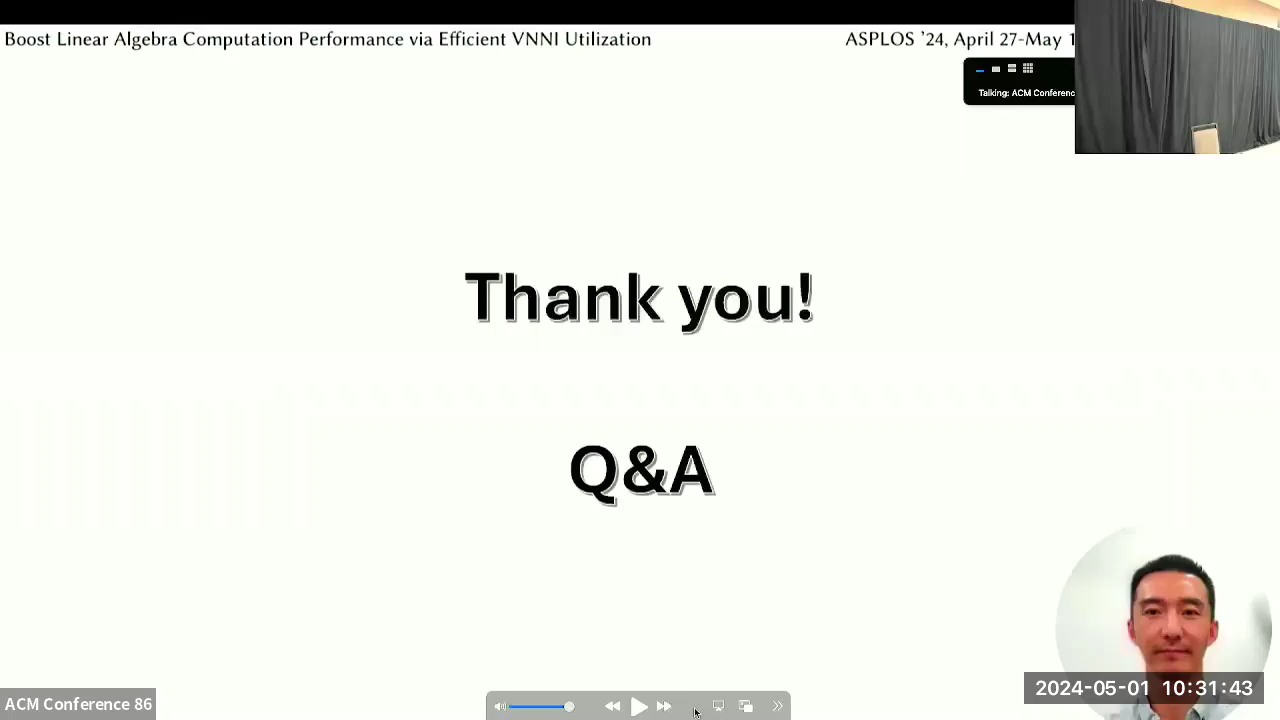 Boost Linear Algebra Computation Performance via Efficient VNNI Utilization
ASPLOS '24, April 27-May 1
Talking: ACM Conferenc
Thank you!
Q&A
ACM Conference 86
2024-05-01 10:31:43